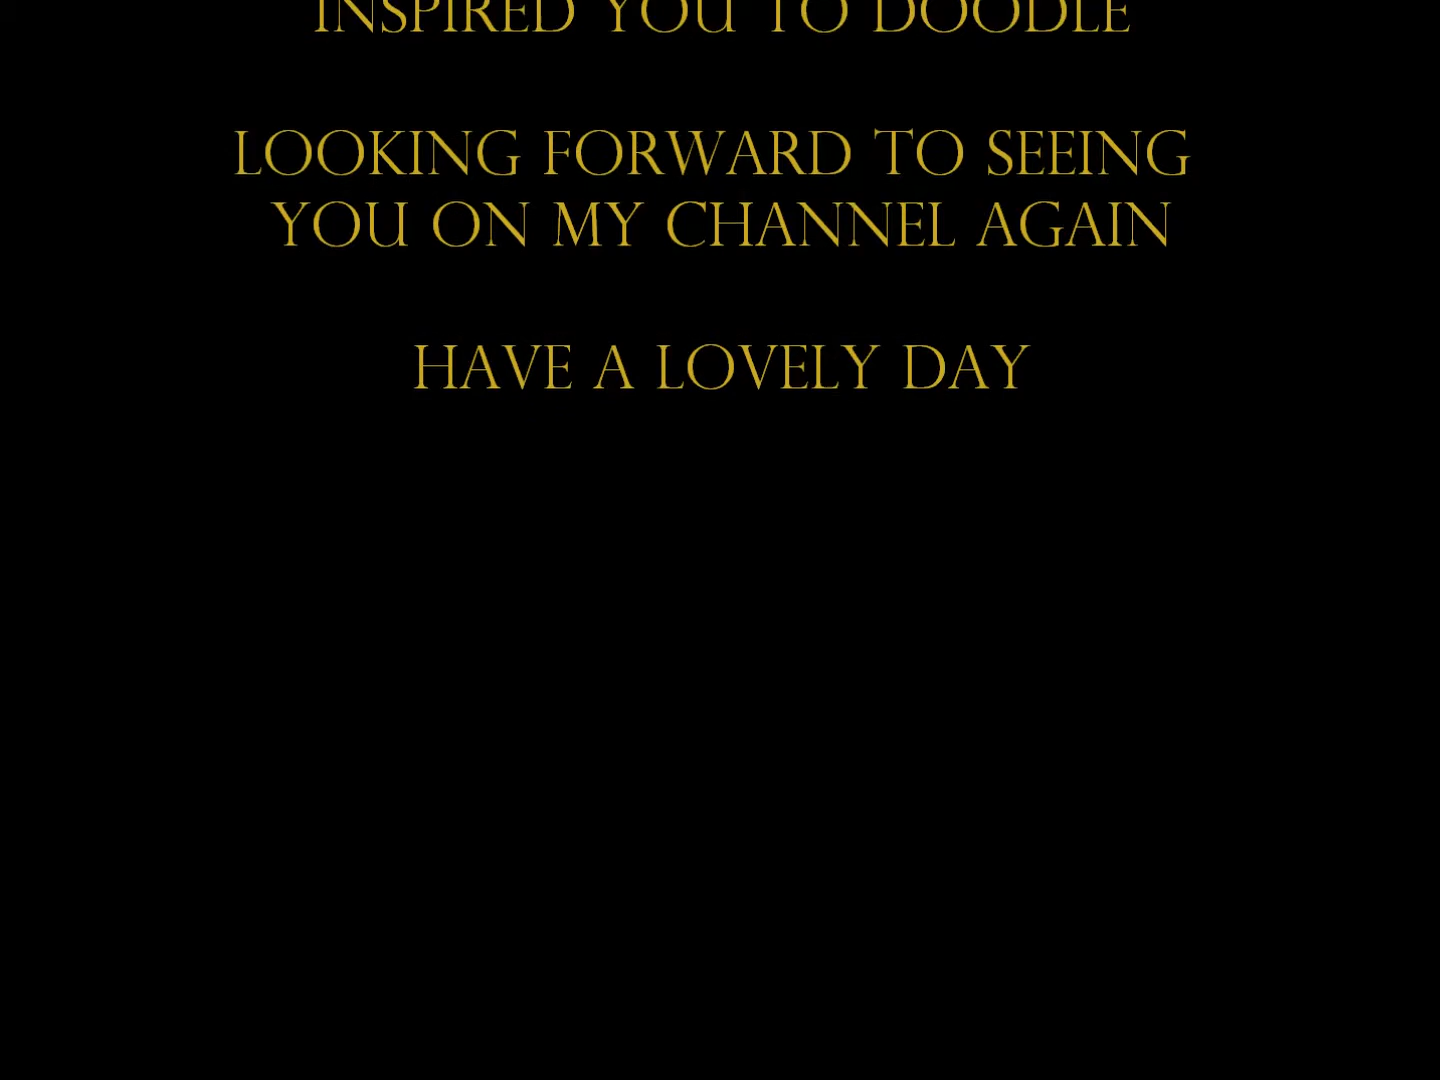 INSPIRED YOU TO DOODLE
LOOKING FORWARD TO SEEING
YOU ON MY CHANNEL AGAIN
HAVE A LOVELY DAY